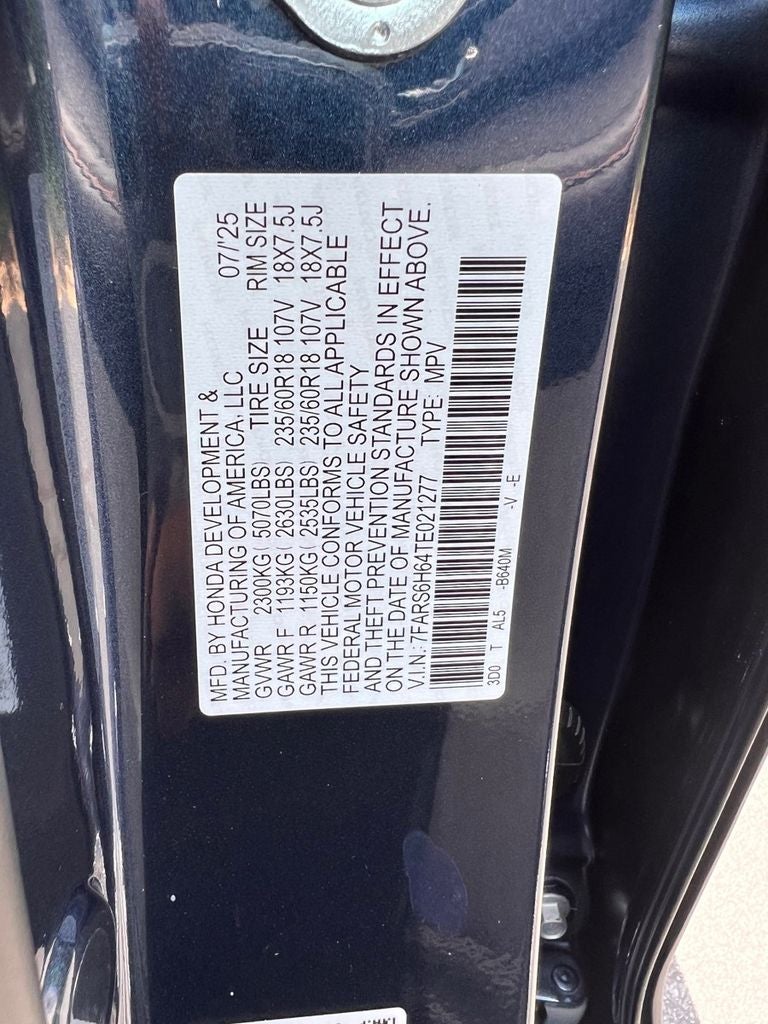 MFD. BY HONDA DEVELOPMENT &
MANUFACTURING OF AMERICA, LLC 07/'25
GVWR 2300KG ( 5070LBS) TIRE SIZE RIM SIZE
GAWR F 1193KG ( 2630LBS) 235/60R18 107V 18X7.5J
GAWR R 1150KG ( 2535LBS) 235/60R18 107V 18X7.5J
THIS VEHICLE CONFORMS TO ALL APPLICABLE
FEDERAL MOTOR VEHICLE SAFETY
AND THEFT PREVENTION STANDARDS IN EFFECT
ON THE DATE OF MANUFACTURE SHOWN ABOVE.
V.I.N.:7FARS6H64TE021277 TYPE: MPV
3D0 T AL5 -B640M -V -E